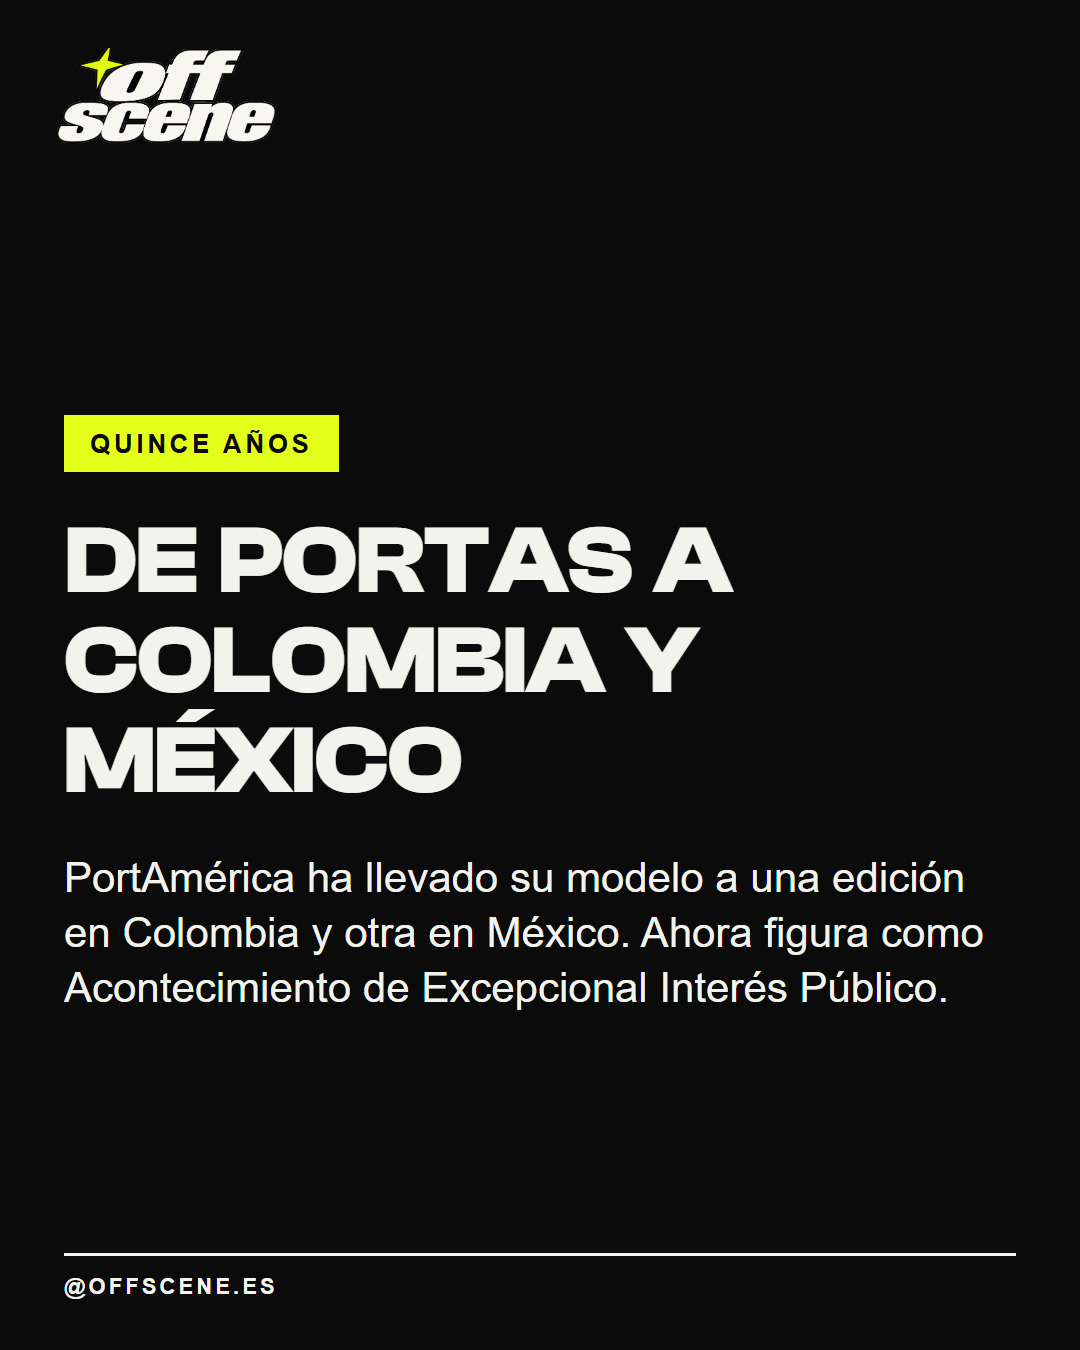 off
scene
QUINCE AÑOS
DE PORTAS A
COLOMBIA Y
MÉXICO
PortAmérica ha llevado su modelo a una edición
en Colombia y otra en México. Ahora figura como
Acontecimiento de Excepcional Interés Público.
@OFFSCENE.ES